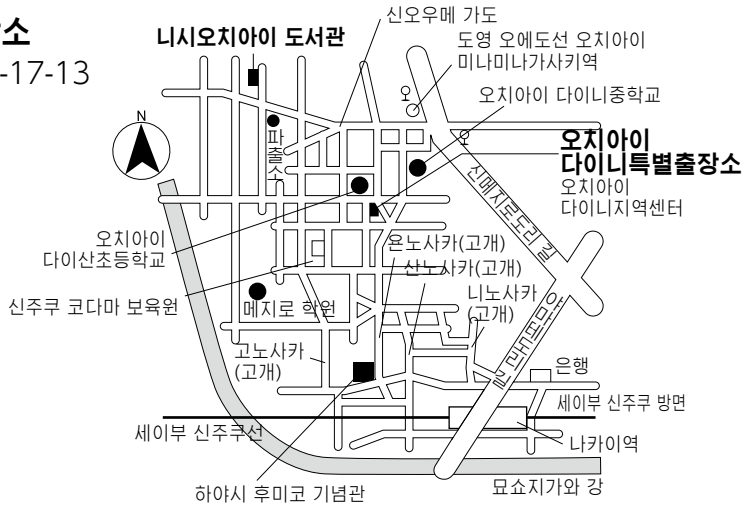 소
-17-13
신오우메 가도
니시오치아이 도서관
도영 오에도선 오치아이
미나미나가사키역
오치아이 다이니중학교
N
파출소
오치아이
다이니특별출장소
오치아이
다이니지역센터
신메지로도리 길
오치아이
다이산초등학교
욘노사카(고개)
산노사카(고개)
신주쿠 코다마 보육원
메지로 학원
니노사카
(고개)
야마떼도리 길
고노사카
(고개)
은행
세이부 신주쿠 방면
세이부 신주쿠선
나카이역
하야시 후미코 기념관
묘쇼지가와 강